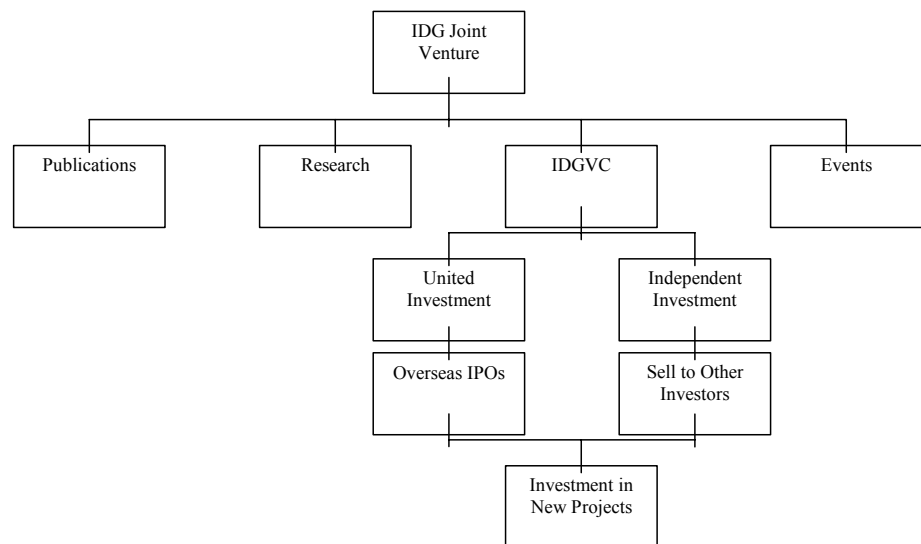 IDG Joint
Venture
Publications
Research
IDGVC
Events
United
Investment
Independent
Investment
Overseas IPOs
Sell to Other
Investors
Investment in
New Projects